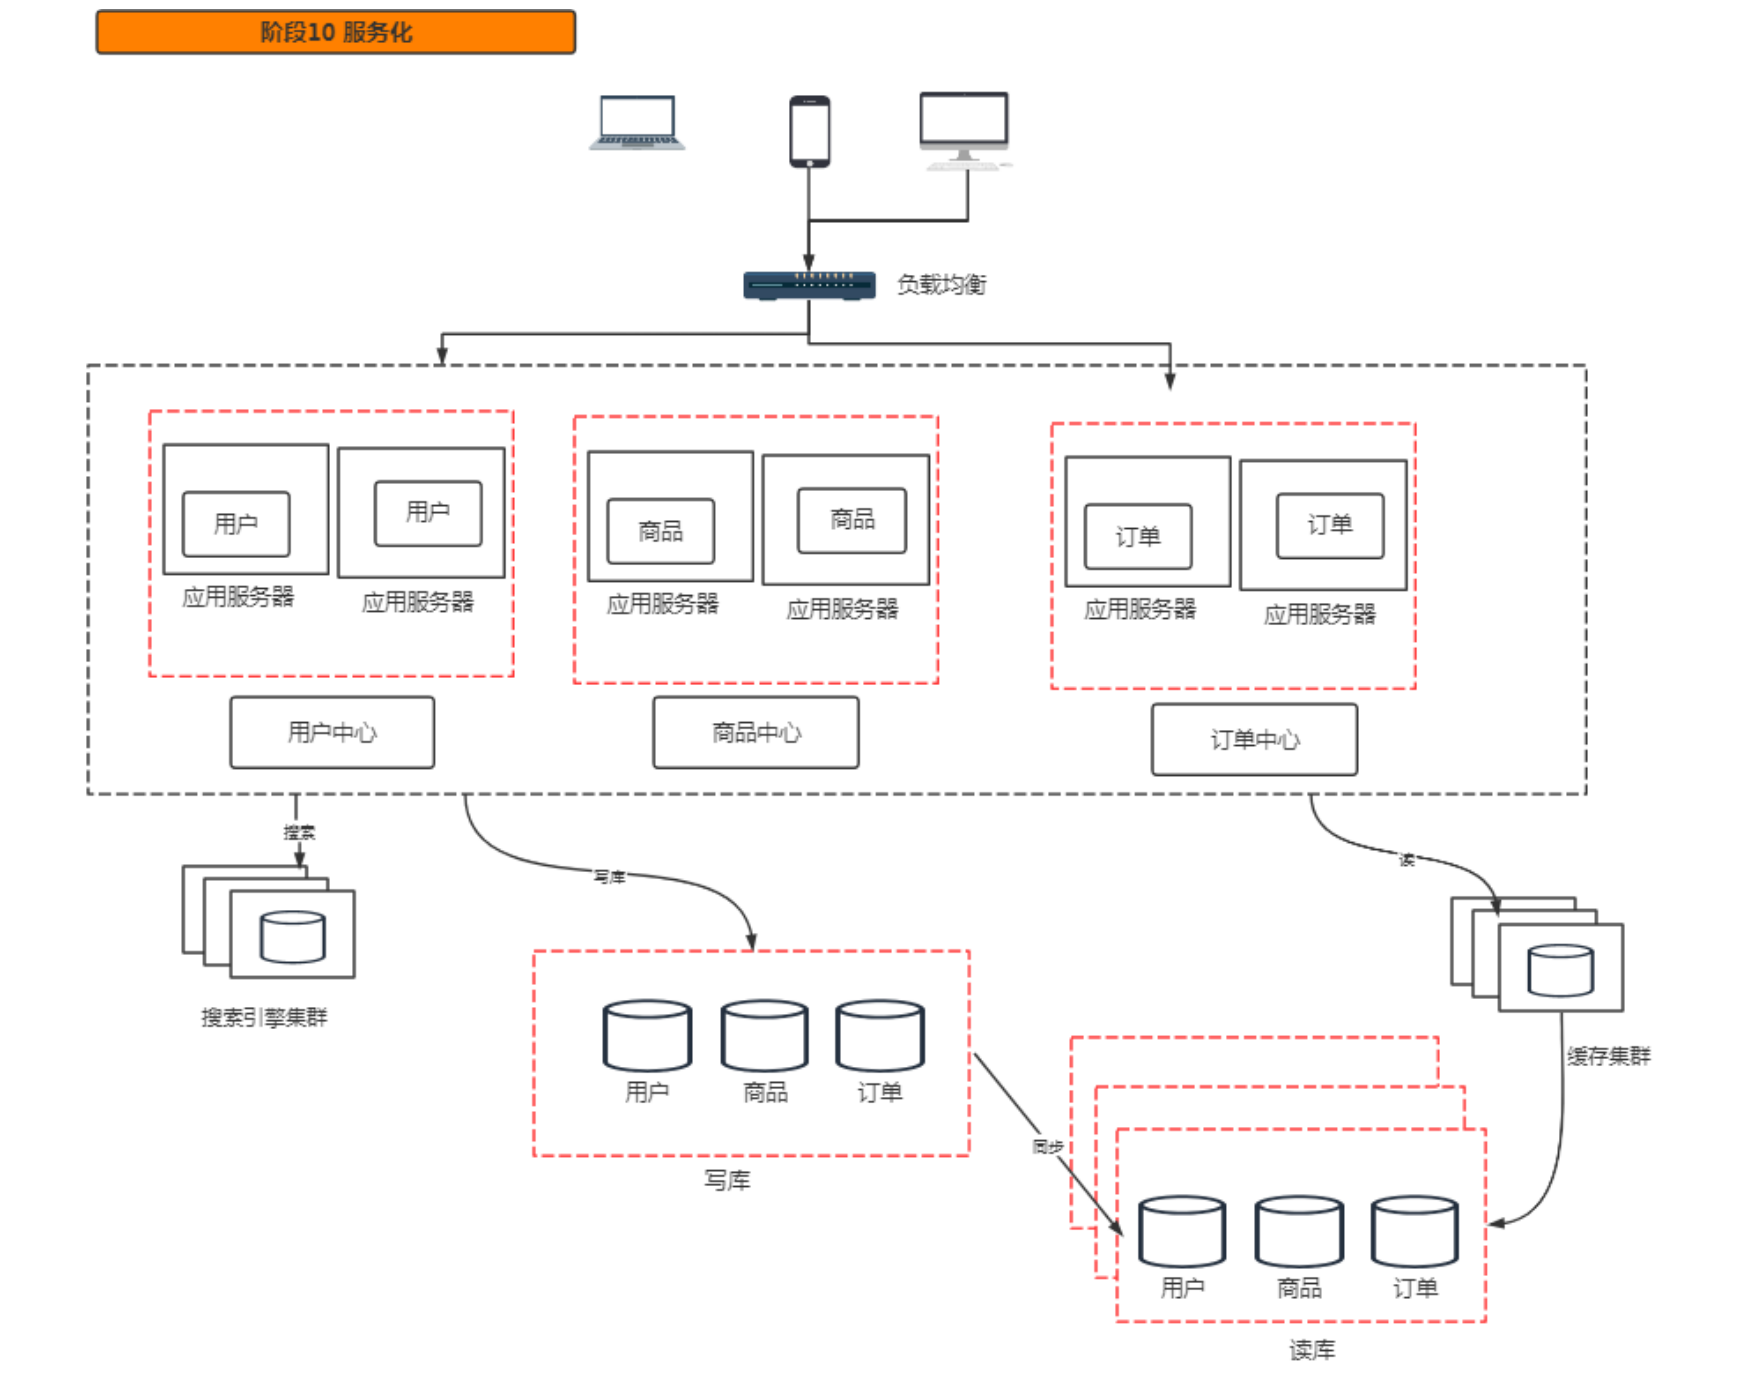 阶段10 服务化
负载均衡
用户
用户
商品
商品
订单
订单
应用服务器
应用服务器
应用服务器
应用服务器
应用服务器
应用服务器
用户中心
商品中心
订单中心
搜索
写库
读
搜索引擎集群
缓存集群
用户
商品
订单
同步
写库
用户
商品
订单
读库